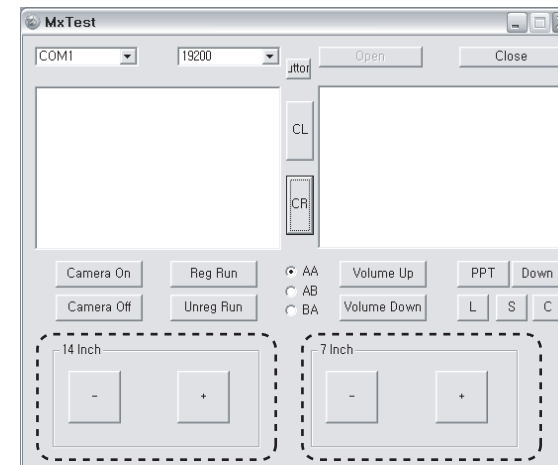 MxTest
COM1 19200 uttor Open Close
CL
CR
Camera On Reg Run AA Volume Up PPT Down
AB
Camera Off Unreg Run BA Volume Down L S C
14 Inch 7 Inch
- + - +